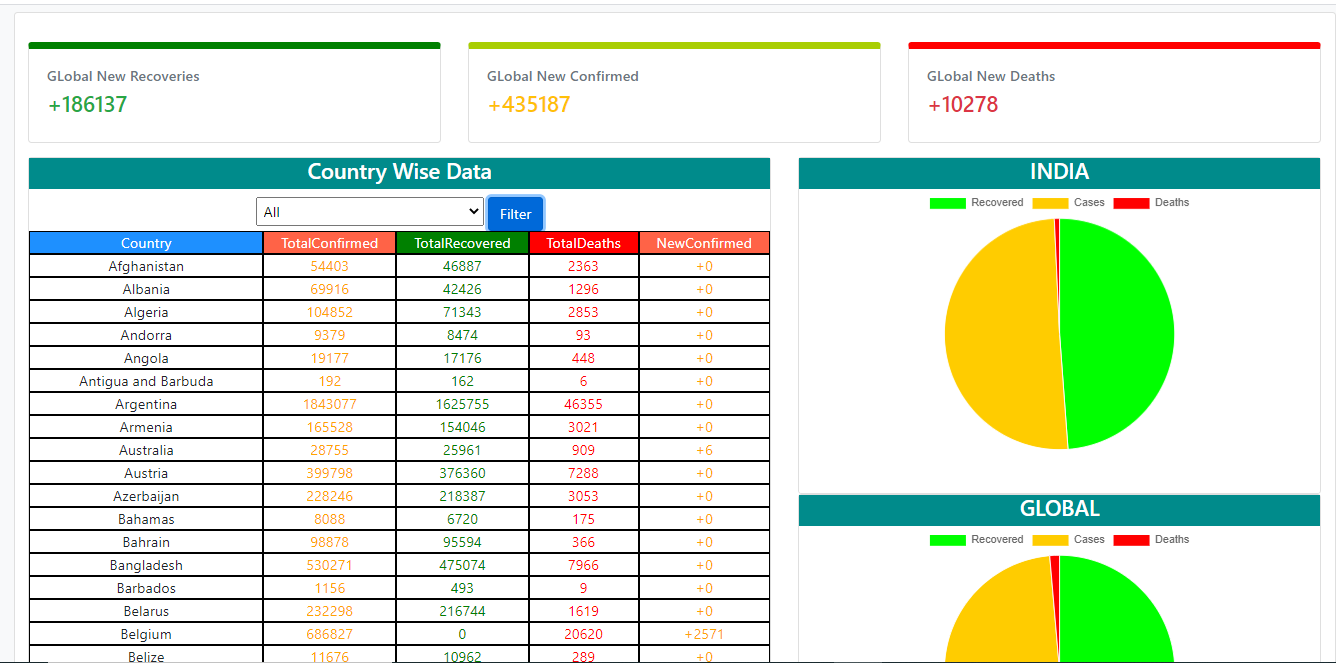 GLobal New Recoveries
+186137
GLobal New Confirmed
+435187
GLobal New Deaths
+10278
Country Wise Data
All
Filter
Country TotalConfirmed TotalRecovered TotalDeaths NewConfirmed
Afghanistan 54403 46887 2363 +0
Albania 69916 42426 1296 +0
Algeria 104852 71343 2853 +0
Andorra 9379 8474 93 +0
Angola 19177 17176 448 +0
Antigua and Barbuda 192 162 6 +0
Argentina 1843077 1625755 46355 +0
Armenia 165528 154046 3021 +0
Australia 28755 25961 909 +6
Austria 399798 376360 7288 +0
Azerbaijan 228246 218387 3053 +0
Bahamas 8088 6720 175 +0
Bahrain 98878 95594 366 +0
Bangladesh 530271 475074 7966 +0
Barbados 1156 493 9 +0
Belarus 232298 216744 1619 +0
Belgium 686827 0 20620 +2571
Belize 11676 10962 289 +0
INDIA
Recovered Cases Deaths
GLOBAL
Recovered Cases Deaths